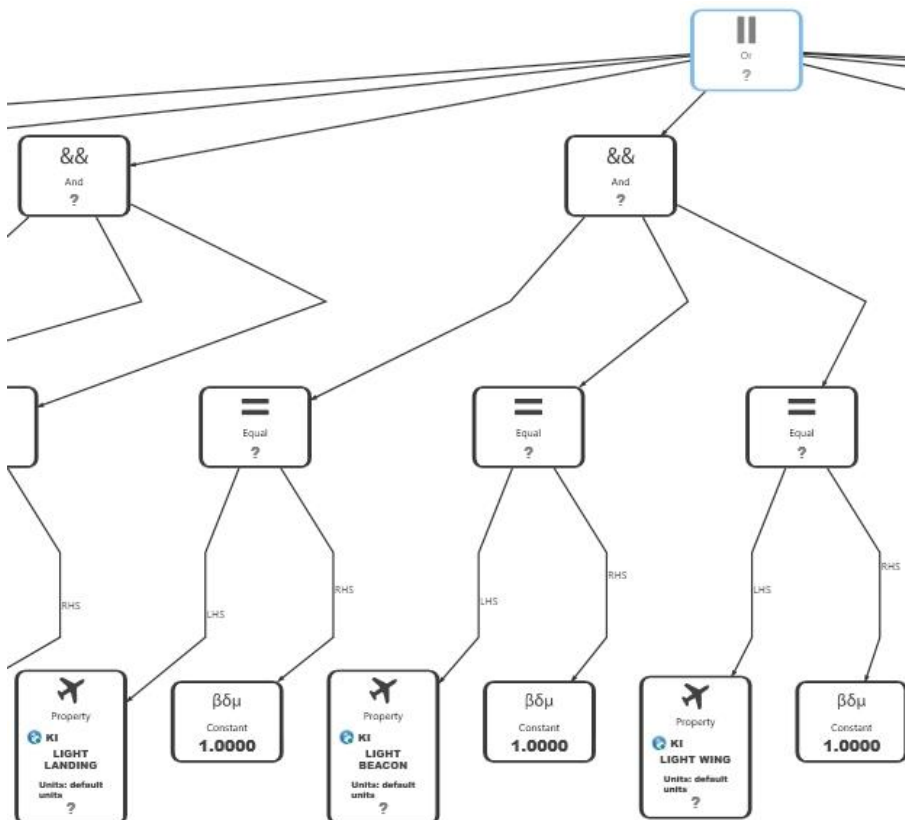 Or
?
&&
And
?
&&
And
?
Equal
?
Equal
?
Equal
?
RHS
LHS
RHS
LHS
RHS
LHS
RHS
Property
KI
LIGHT
LANDING
Units: default
units
?
βδμ
Constant
1.0000
Property
KI
LIGHT
BEACON
Units: default
units
?
βδμ
Constant
1.0000
Property
KI
LIGHT WING
Units: default
units
?
βδμ
Constant
1.0000